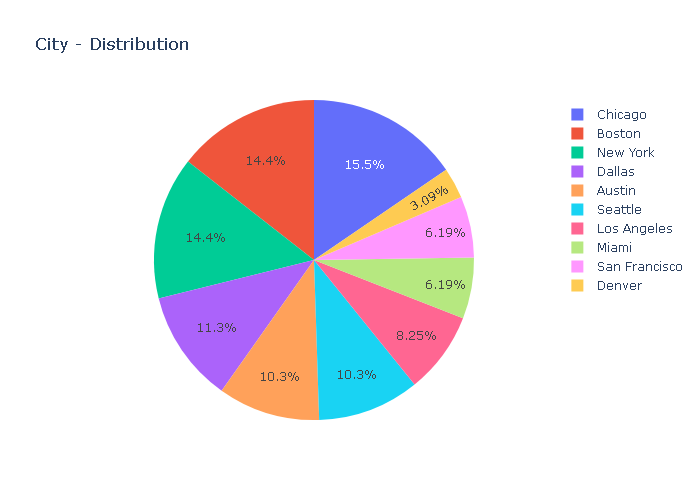 City - Distribution
Chicago
Boston
New York
Dallas
Austin
Seattle
Los Angeles
Miami
San Francisco
Denver
14.4%
15.5%
3.09%
14.4%
6.19%
6.19%
11.3%
8.25%
10.3%
10.3%